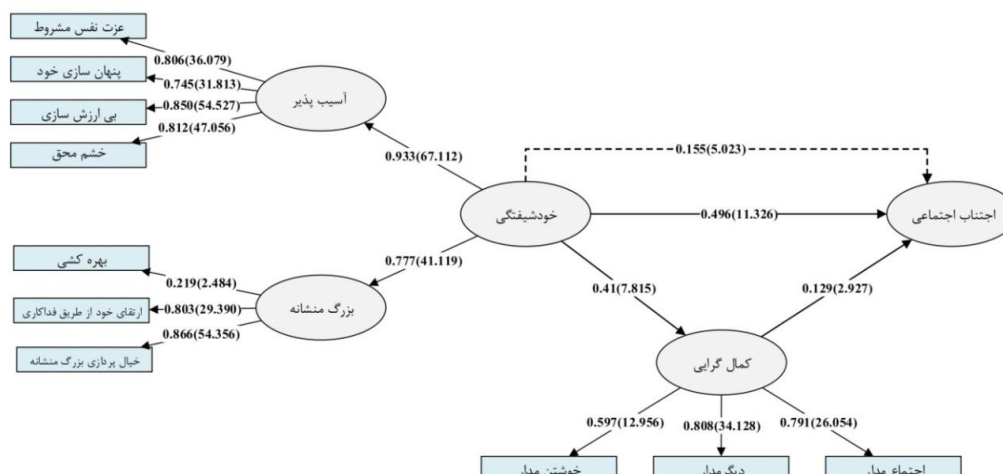 عزت نفس مشروط
0.806(36.079)
پنهان سازی خود
0.745(31.813)
بی ارزش سازی
0.850(54.527)
خشم محق
0.812(47.056)
آسیب پذیر
0.933(67.112)
خودشیفتگی
0.155(5.023)
0.496(11.326)
اجتناب اجتماعی
0.777(41.119)
بهره کشی
0.219(2.484)
ارتقای خود از طریق فداکاری
0.803(29.390)
خیال پردازی بزرگ منشانه
0.866(54.356)
بزرگ منشانه
0.41(7.815)
0.129(2.927)
کمال گرایی
0.597(12.956)
0.808(34.128)
0.791(26.054)
خوشتن مدار
دیگرمدار
اجتماع مدار